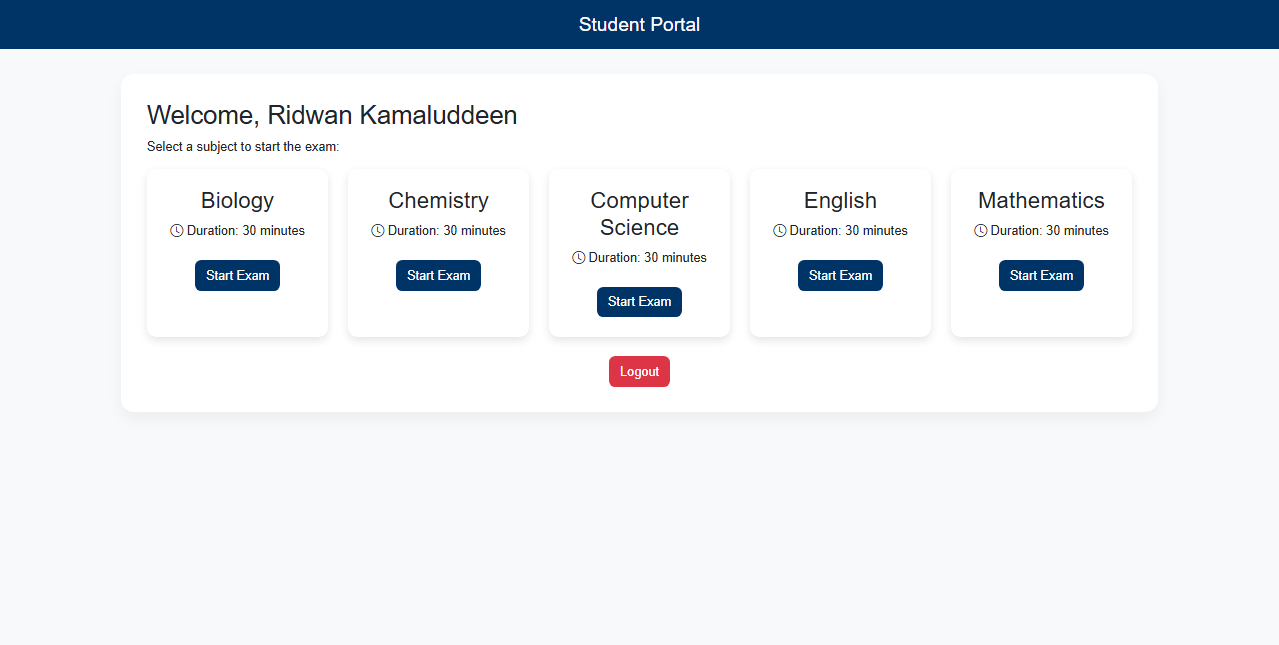 Student Portal
Welcome, Ridwan Kamaluddeen
Select a subject to start the exam:
Biology
Duration: 30 minutes
Start Exam
Chemistry
Duration: 30 minutes
Start Exam
Computer
Science
Duration: 30 minutes
Start Exam
English
Duration: 30 minutes
Start Exam
Mathematics
Duration: 30 minutes
Start Exam
Logout